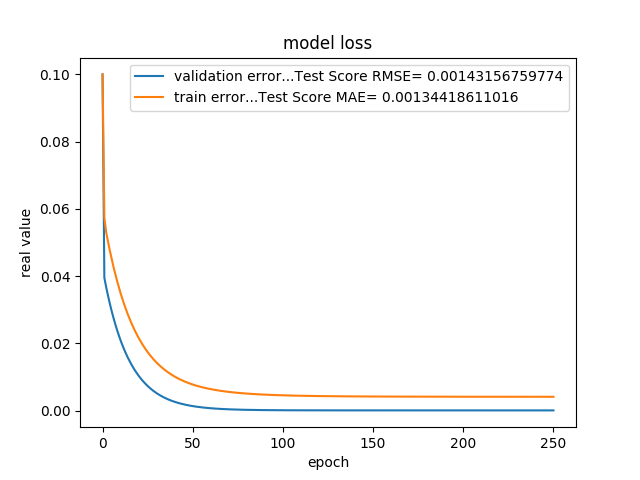 model loss
validation error...Test Score RMSE= 0.00143156759774
train error...Test Score MAE= 0.00134418611016
0.10
0.08
0.06
0.04
0.02
0.00
real value
0 50 100 150 200 250
epoch